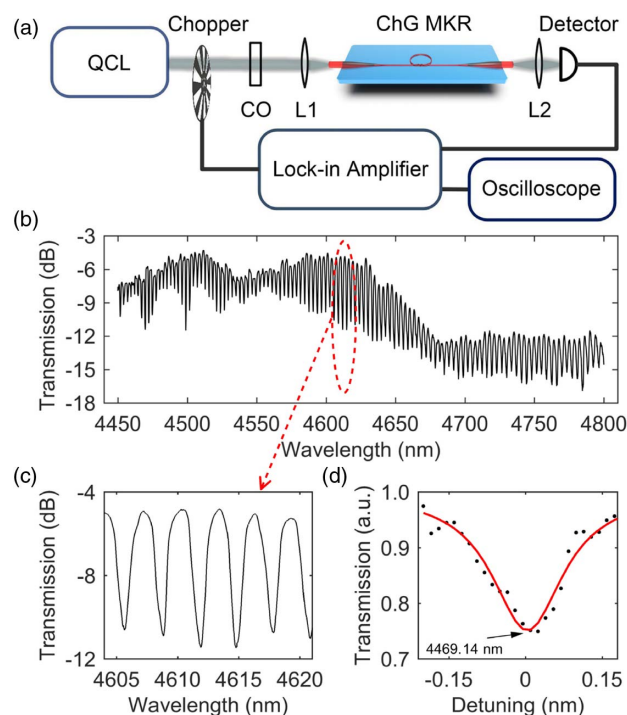 (a)
Chopper
ChG MKR
Detector
QCL
CO
L1
L2
Lock-in Amplifier
Oscilloscope
(b)
-3
-6
-9
-12
-15
-18
Transmission (dB)
4450 4500 4550 4600 4650 4700 4750 4800
Wavelength (nm)
(c)
-4
-8
-12
Transmission (dB)
4605 4610 4615 4620
Wavelength (nm)
(d)
1.0
0.9
0.8
0.7
Transmission (a.u.)
4469.14 nm
-0.15 0 0.15
Detuning (nm)